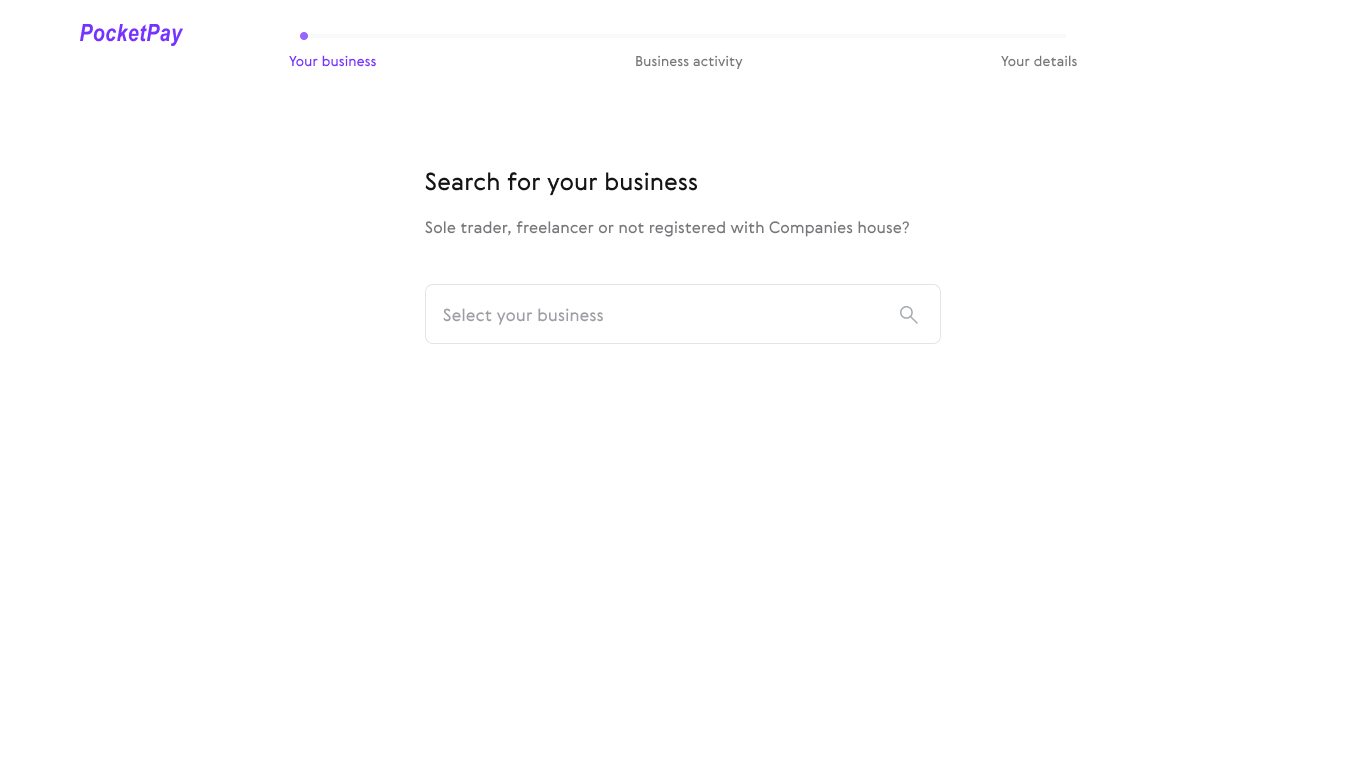 PocketPay
Your business
Business activity
Your details
Search for your business
Sole trader, freelancer or not registered with Companies house?
Select your business